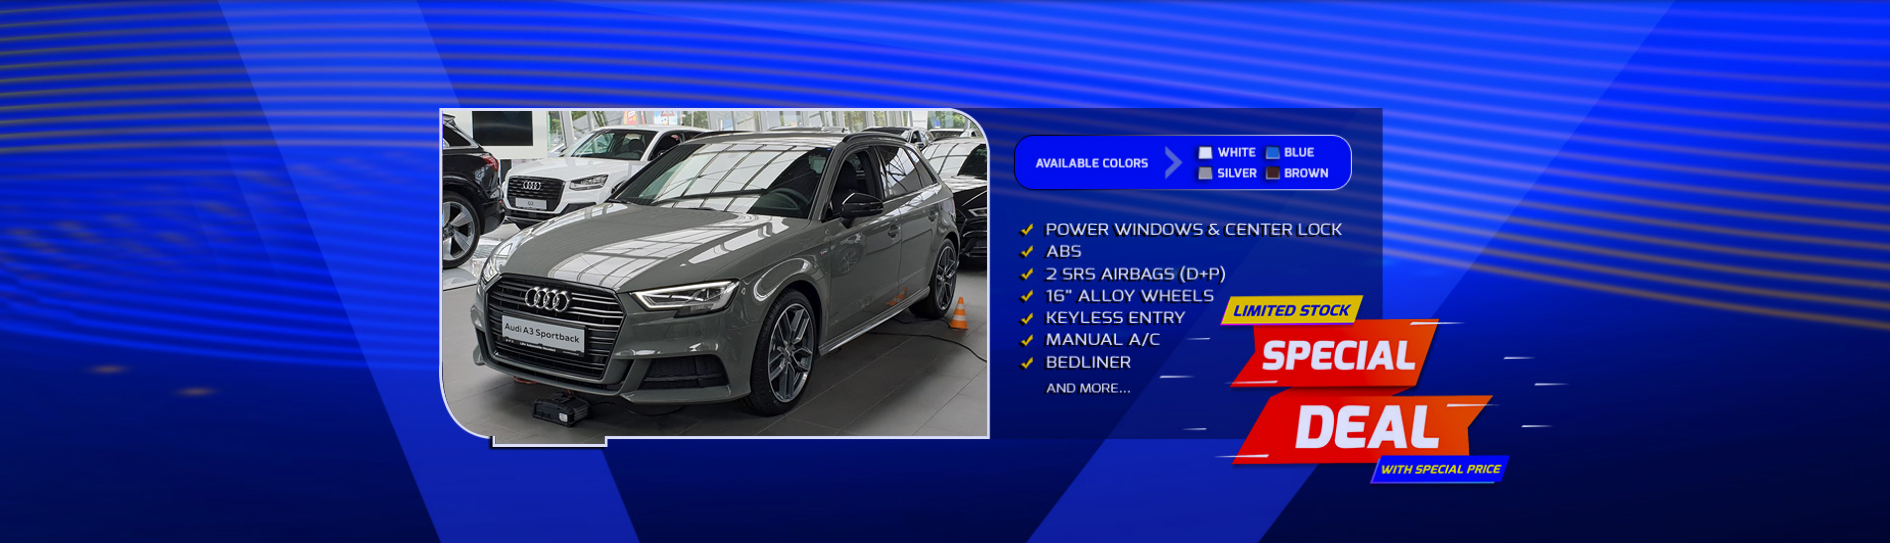 AVAILABLE COLORS
WHITE
BLUE
SILVER
BROWN
POWER WINDOWS & CENTER LOCK
ABS
2 SRS AIRBAGS (D+P)
16" ALLOY WHEELS
KEYLESS ENTRY
MANUAL A/C
BEDLINER
AND MORE...
Audi A3 Sportback
Q2
LIMITED STOCK
SPECIAL
DEAL
WITH SPECIAL PRICE